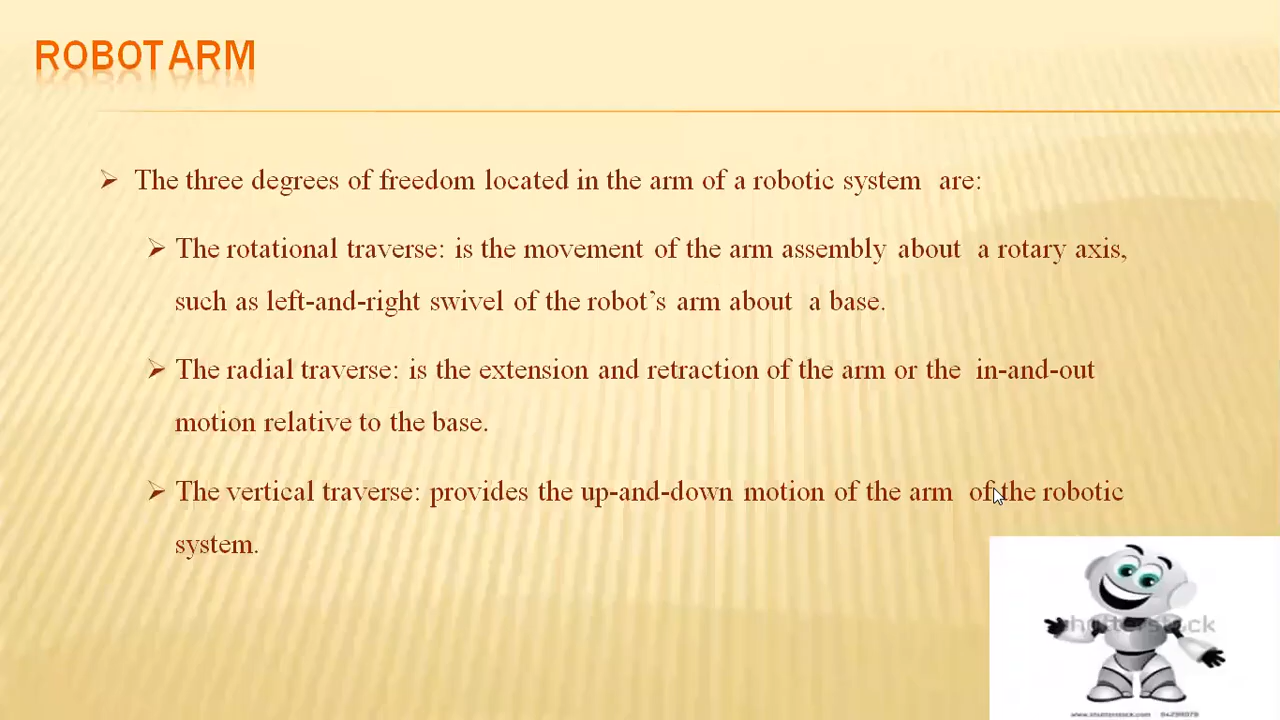 ROBOT ARM
➢ The three degrees of freedom located in the arm of a robotic system are:
➢ The rotational traverse: is the movement of the arm assembly about a rotary axis,
such as left-and-right swivel of the robot’s arm about a base.
➢ The radial traverse: is the extension and retraction of the arm or the in-and-out
motion relative to the base.
➢ The vertical traverse: provides the up-and-down motion of the arm of the robotic
system.
shutterstock
www.shutterstock.com